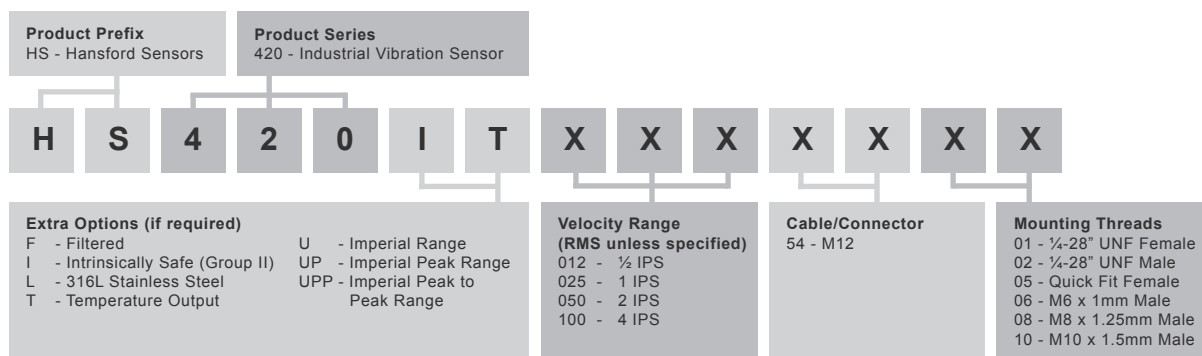 Product Prefix
HS - Hansford Sensors
Product Series
420 - Industrial Vibration Sensor
H S 4 2 0 I T X X X X X X X
Extra Options (if required)
F - Filtered
I - Intrinsically Safe (Group II)
L - 316L Stainless Steel
T - Temperature Output
U - Imperial Range
UP - Imperial Peak Range
UPP - Imperial Peak to
Peak Range
Velocity Range
(RMS unless specified)
012 - ½ IPS
025 - 1 IPS
050 - 2 IPS
100 - 4 IPS
Cable/Connector
54 - M12
Mounting Threads
01 - ¼-28” UNF Female
02 - ¼-28” UNF Male
05 - Quick Fit Female
06 - M6 x 1mm Male
08 - M8 x 1.25mm Male
10 - M10 x 1.5mm Male